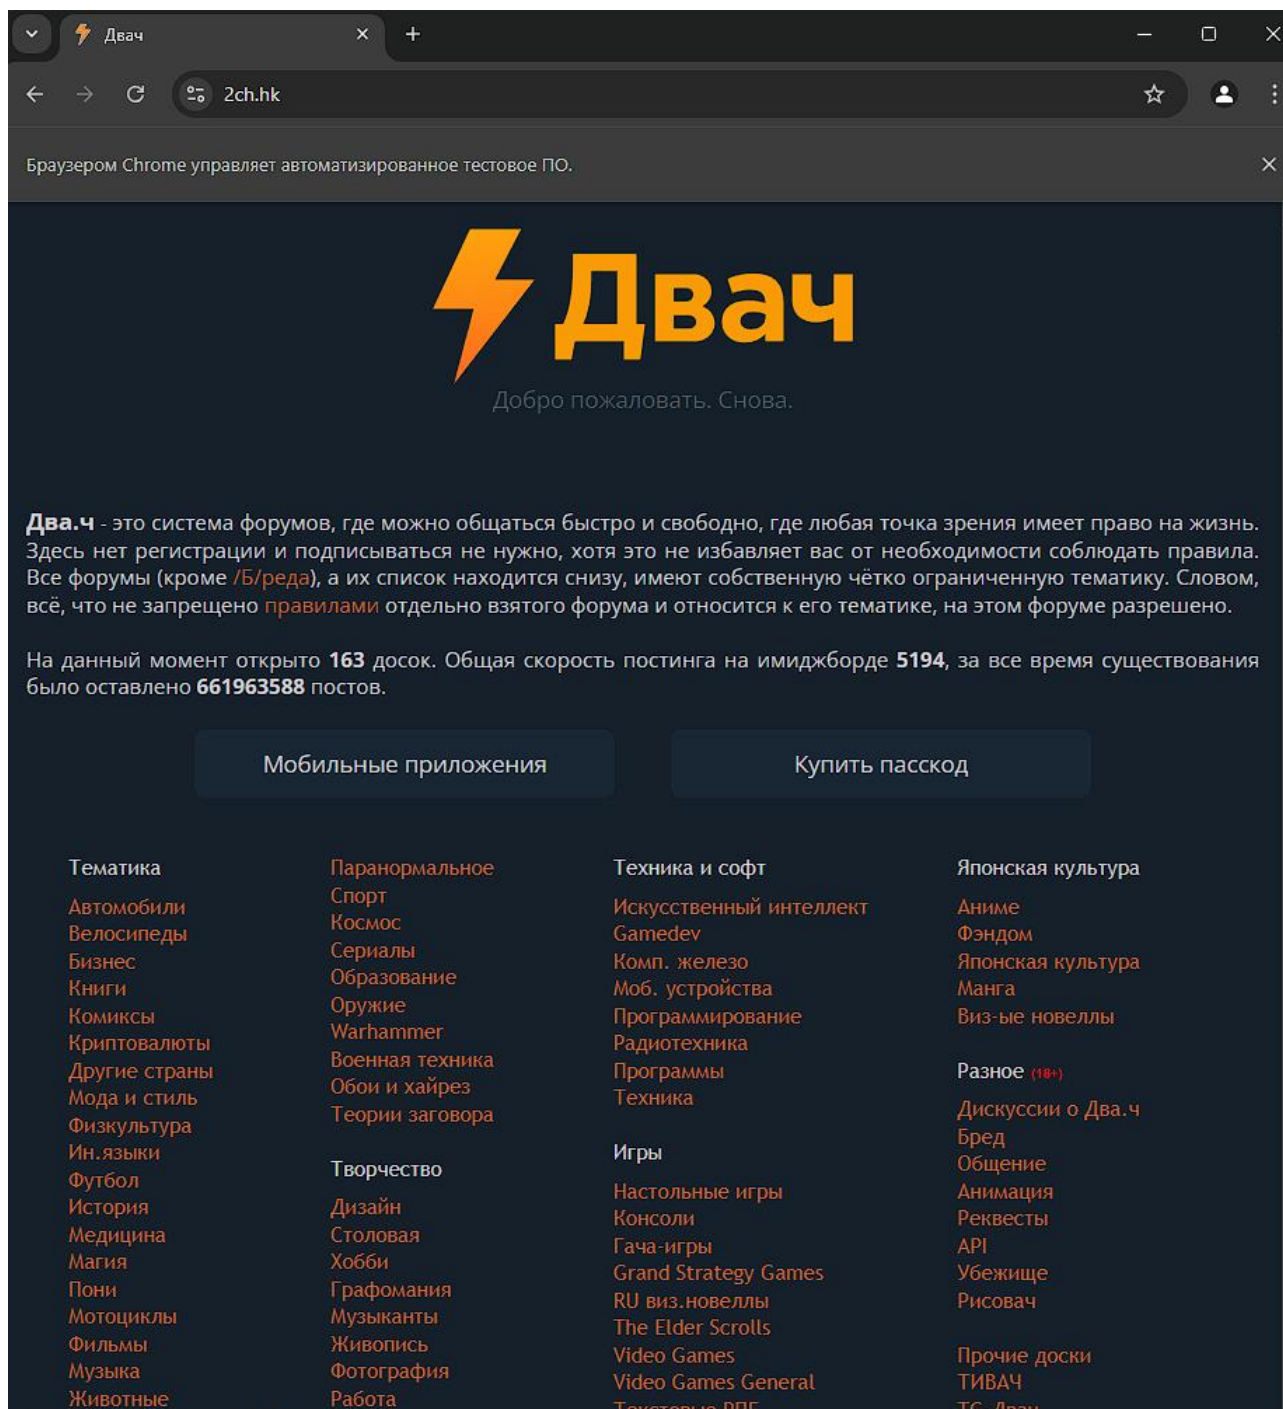 Двач
2ch.hk
Браузером Chrome управляет автоматизированное тестовое ПО.
Двач
Добро пожаловать. Снова.
Два.ч - это система форумов, где можно общаться быстро и свободно, где любая точка зрения имеет право на жизнь.
Здесь нет регистрации и подписываться не нужно, хотя это не избавляет вас от необходимости соблюдать правила.
Все форумы (кроме /Б/реда), а их список находится снизу, имеют собственную чётко ограниченную тематику. Словом,
всё, что не запрещено правилами отдельно взятого форума и относится к его тематике, на этом форуме разрешено.
На данный момент открыто 163 досок. Общая скорость постинга на имиджборде 5194, за все время существования
было оставлено 661963588 постов.
Мобильные приложения
Купить пасскод
Тематика
Автомобили
Велосипеды
Бизнес
Книги
Комиксы
Криптовалюты
Другие страны
Мода и стиль
Физкультура
Ин.языки
Футбол
История
Медицина
Магия
Пони
Мотоциклы
Фильмы
Музыка
Животные
Паранормальное
Спорт
Космос
Сериалы
Образование
Оружие
Warhammer
Военная техника
Обои и хайрез
Теории заговора
Творчество
Дизайн
Столовая
Хобби
Графомания
Музыканты
Живопись
Фотография
Работа
Техника и софт
Искусственный интеллект
Gamedev
Комп. железо
Моб. устройства
Программирование
Радиотехника
Программы
Техника
Игры
Настольные игры
Консоли
Гача-игры
Grand Strategy Games
RU виз.новеллы
The Elder Scrolls
Video Games
Video Games General
Японская культура
Аниме
Фэндом
Японская культура
Манга
Виз-ые новеллы
Разное (18+)
Дискуссии о Два.ч
Бред
Общение
Анимация
Реквесты
API
Убежище
Рисовач
Прочие доски
ТИВАЧ